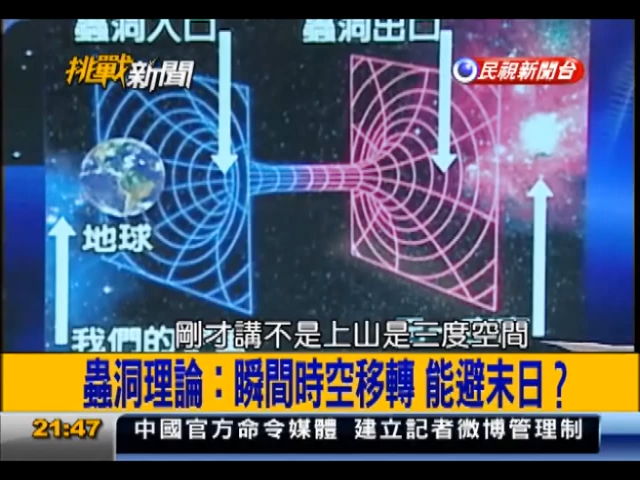 蟲洞入口
蟲洞出口
挑戰新聞
民視新聞台
地球
我們的
剛才講不是上山是三度空間
蟲洞理論：瞬間時空移轉 能避末日？
21:47
中國官方命令媒體 建立記者微博管理制